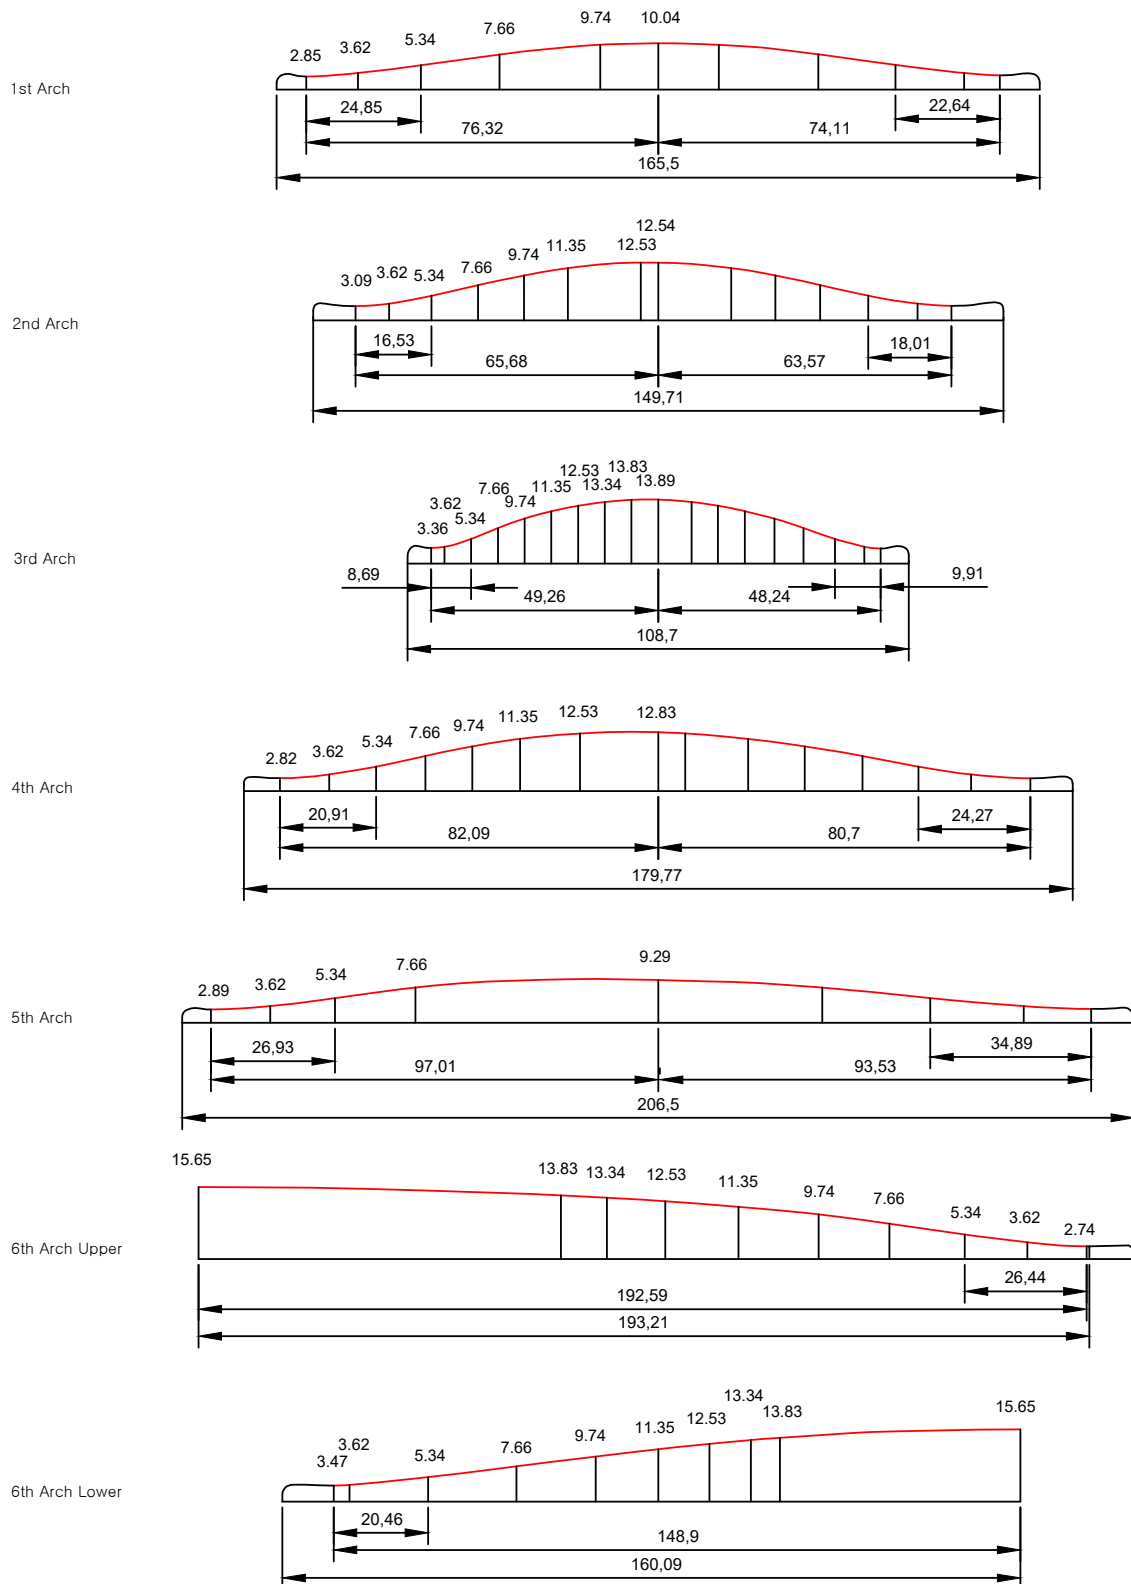 2.85 3.62 5.34 7.66 9.74 10.04
1st Arch
24,85 22,64
76,32 74,11
165,5
12.54
3.09 3.62 5.34 7.66 9.74 11.35 12.53
2nd Arch
16,53 18,01
65,68 63,57
149,71
12.53 13.83
7.66 11.35 13.34 13.89
3.62 9.74
3.36 5.34
3rd Arch
8,69 9,91
49,26 48,24
108,7
2.82 3.62 5.34 7.66 9.74 11.35 12.53 12.83
4th Arch
20,91 24,27
82,09 80,7
179,77
2.89 3.62 5.34 7.66 9.29
5th Arch
26,93 34,89
97,01 93,53
206,5
15.65 13.83 13.34 12.53 11.35 9.74 7.66 5.34 3.62 2.74
6th Arch Upper
26,44
192,59
193,21
13.34
3.62 5.34 7.66 9.74 11.35 12.53 13.83 15.65
3.47
6th Arch Lower
20,46
148,9
160,09